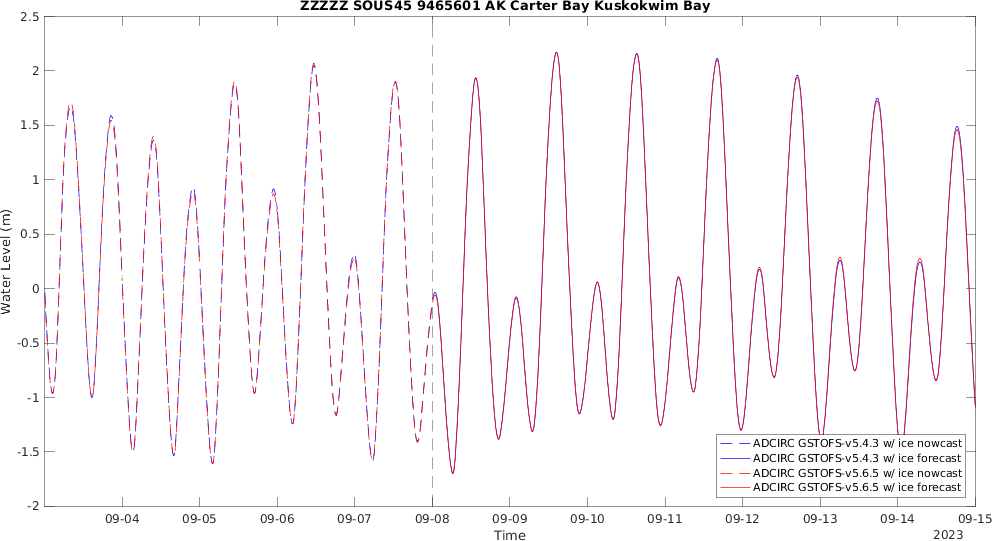 ZZZZZ SOUS45 9465601 AK Carter Bay Kuskokwim Bay
2.5
2
1.5
1
0.5
0
-0.5
-1
-1.5
-2
Water Level (m)
ADCIRC GSTOFS-v5.4.3 w/ ice nowcast
ADCIRC GSTOFS-v5.4.3 w/ ice forecast
ADCIRC GSTOFS-v5.6.5 w/ ice nowcast
ADCIRC GSTOFS-v5.6.5 w/ ice forecast
09-04 09-05 09-06 09-07 09-08 09-09 09-10 09-11 09-12 09-13 09-14 09-15
Time
2023